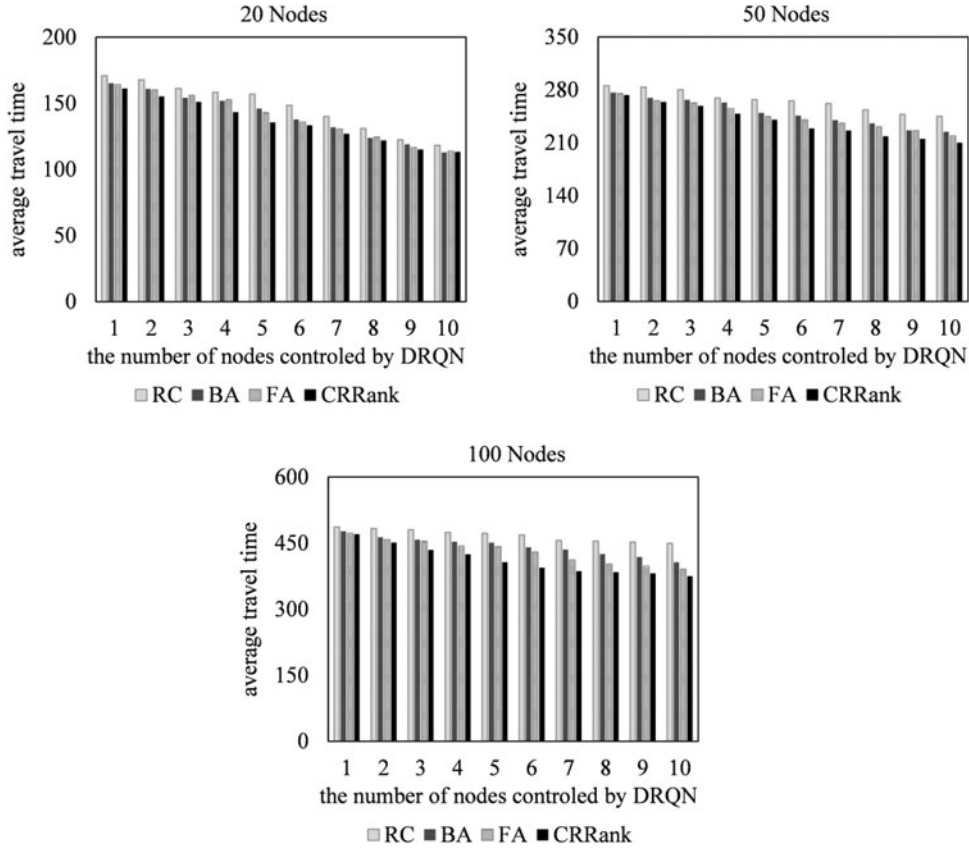 20 Nodes
average travel time
200
150
100
50
0
1 2 3 4 5 6 7 8 9 10
the number of nodes controled by DRQN
RC BA FA CRRank
50 Nodes
average travel time
350
280
210
140
70
0
1 2 3 4 5 6 7 8 9 10
the number of nodes controled by DRQN
RC BA FA CRRank
100 Nodes
average travel time
600
450
300
150
0
1 2 3 4 5 6 7 8 9 10
the number of nodes controled by DRQN
RC BA FA CRRank